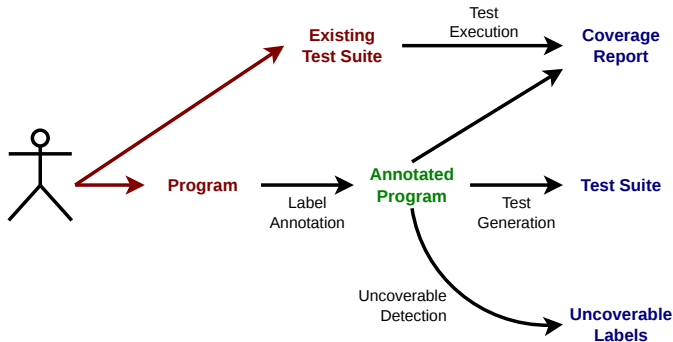 Existing
Test Suite
Test
Execution
Coverage
Report
Program
Label
Annotation
Annotated
Program
Test
Generation
Test Suite
Uncoverable
Detection
Uncoverable
Labels